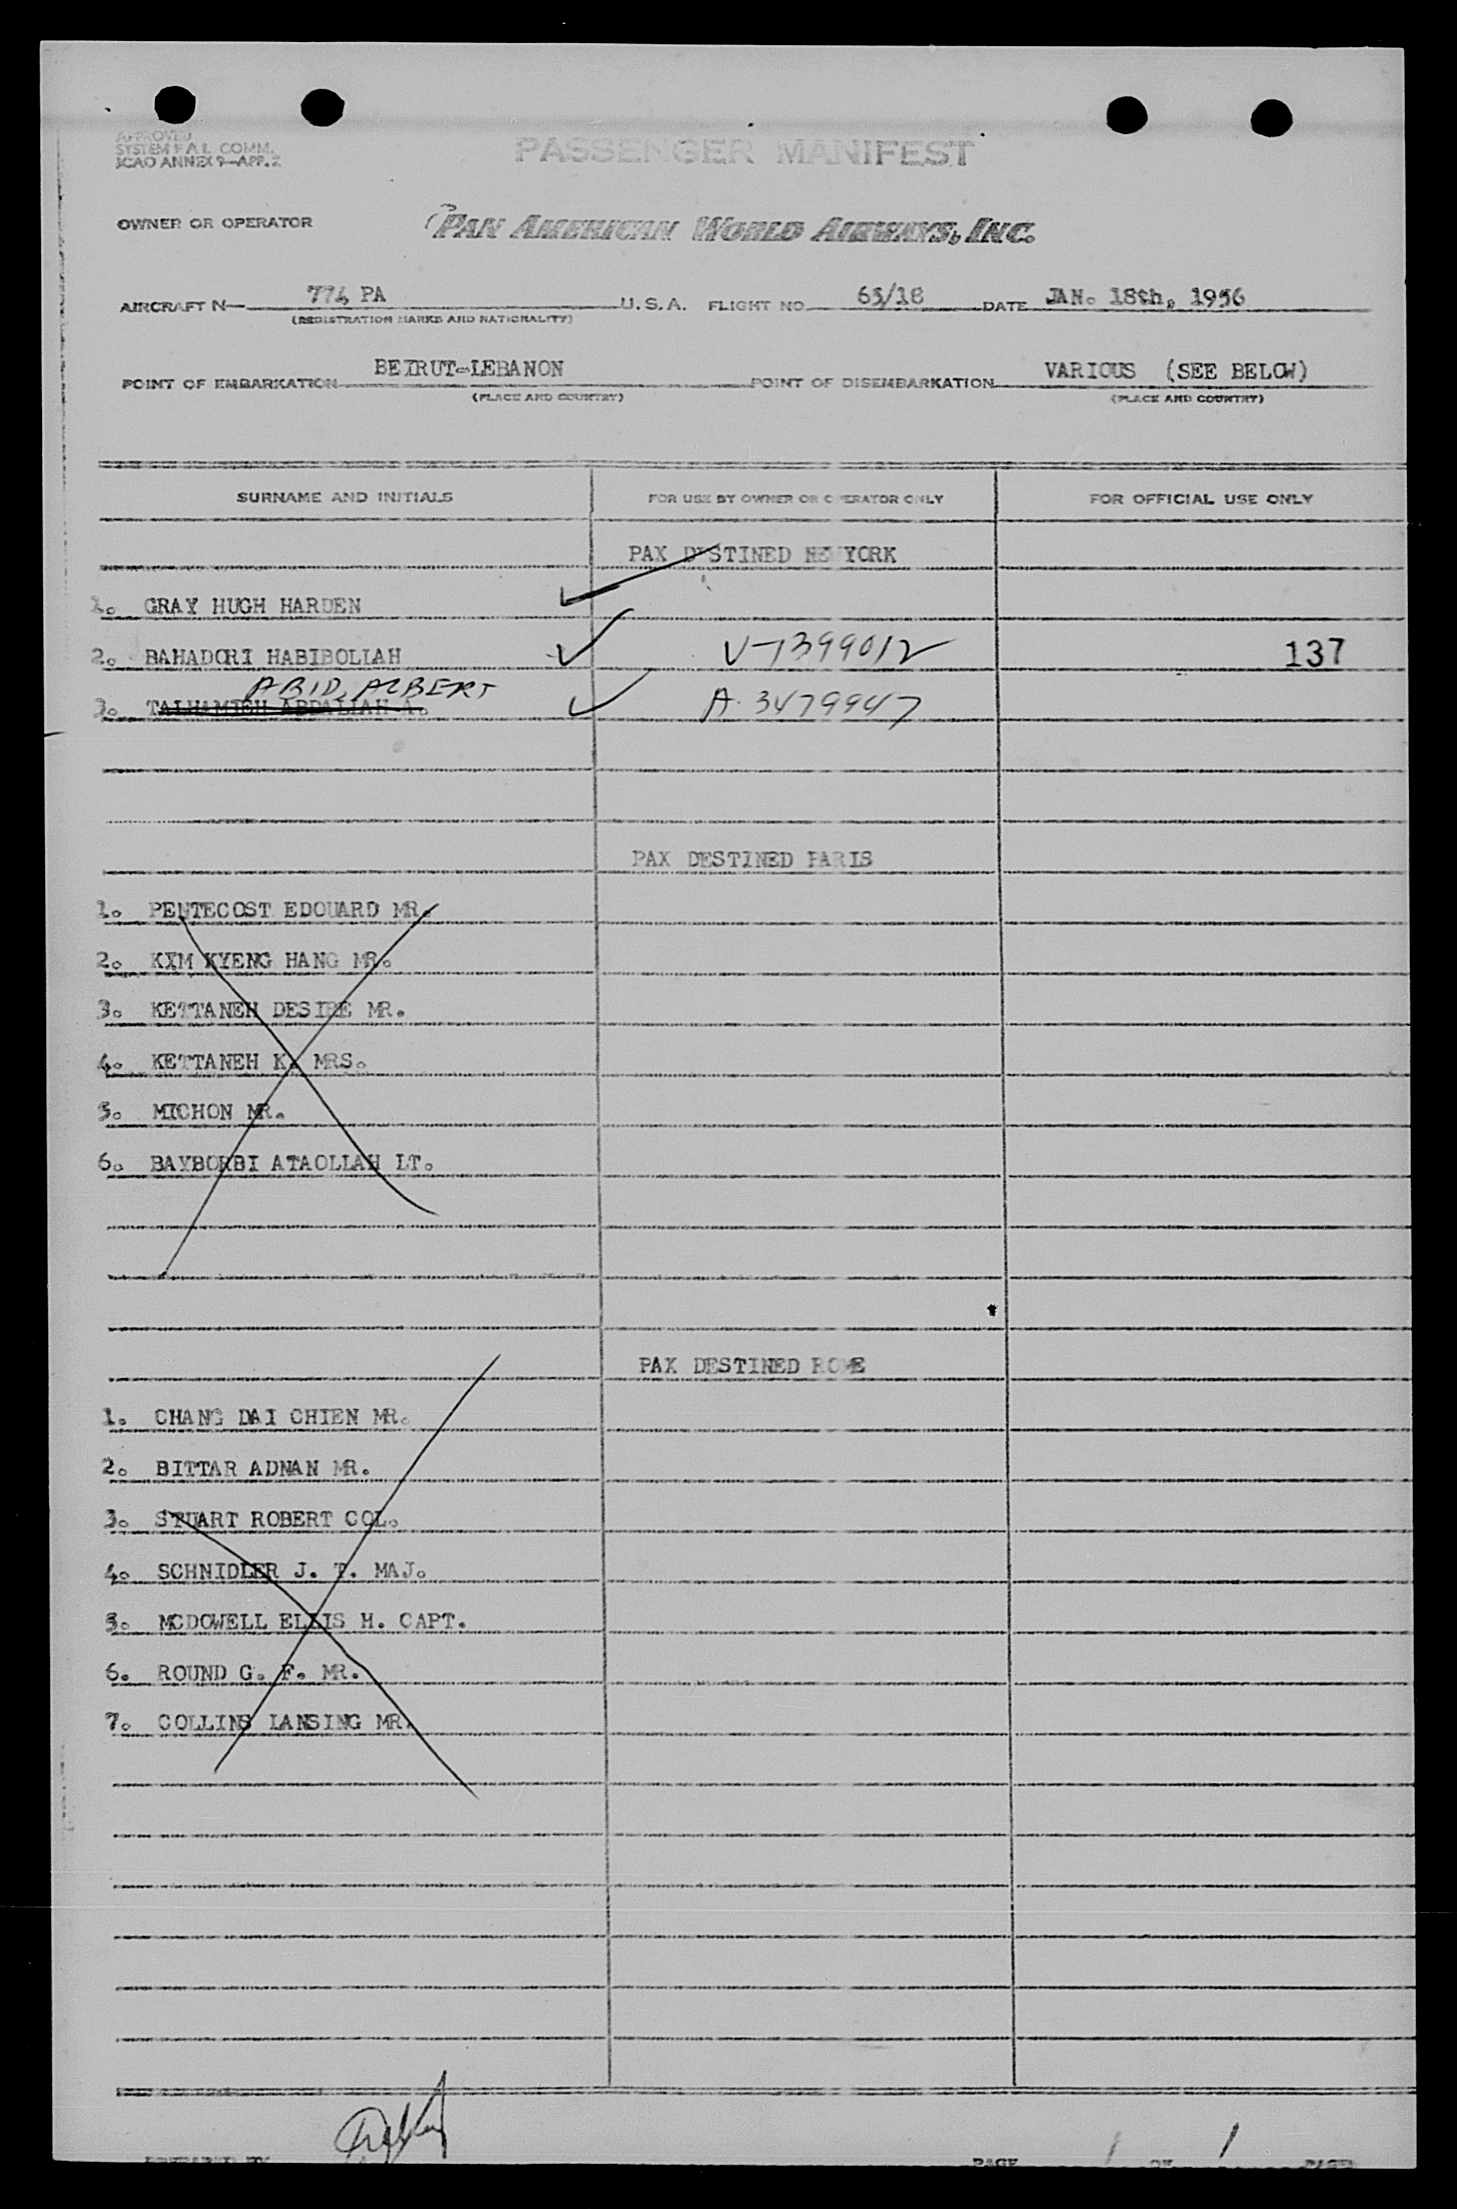 APPROVED
SYSTEM F A L COMM.
ICAO ANNEX 9—APP. 2
PASSENGER MANIFEST
OWNER OR OPERATOR PAN AMERICAN WORLD AIRWAYS, INC.
AIRCRAFT N— 774 PA U. S. A. FLIGHT NO. 65/18 DATE JAN. 18th, 1956
(REGISTRATION MARKS AND NATIONALITY)
POINT OF EMBARKATION BEIRUT-LEBANON POINT OF DISEMBARKATION VARIOUS (SEE BELOW)
(PLACE AND COUNTRY) (PLACE AND COUNTRY)
SURNAME AND INITIALS FOR USE BY OWNER OR OPERATOR ONLY FOR OFFICIAL USE ONLY
PAX DESTINED NEW YORK
1. GRAY HUGH HARDEN
2. BAHADORI HABIBOLLAH V-1399012 137
ABID, ALBERT
3. TALHAMIEH ABDALLAH A. A. 3479947
PAX DESTINED PARIS
1. PENTECOST EDOUARD MR.
2. KIM KYENG HANG MR.
3. KETTANEH DESIRE MR.
4. KETTANEH K. MRS.
5. MICHON MR.
6. BAYBORBI ATAOLLAH LT.
PAX DESTINED ROME
1. CHANG DAI CHIEN MR.
2. BITTAR ADNAN MR.
3. STUART ROBERT COL.
4. SCHNIDLER J. T. MAJ.
5. MCDOWELL ELLIS H. CAPT.
6. ROUND G. F. MR.
7. COLLINS LANSING MR.
PREPARED BY PAGE 1 OF 1 PAGES